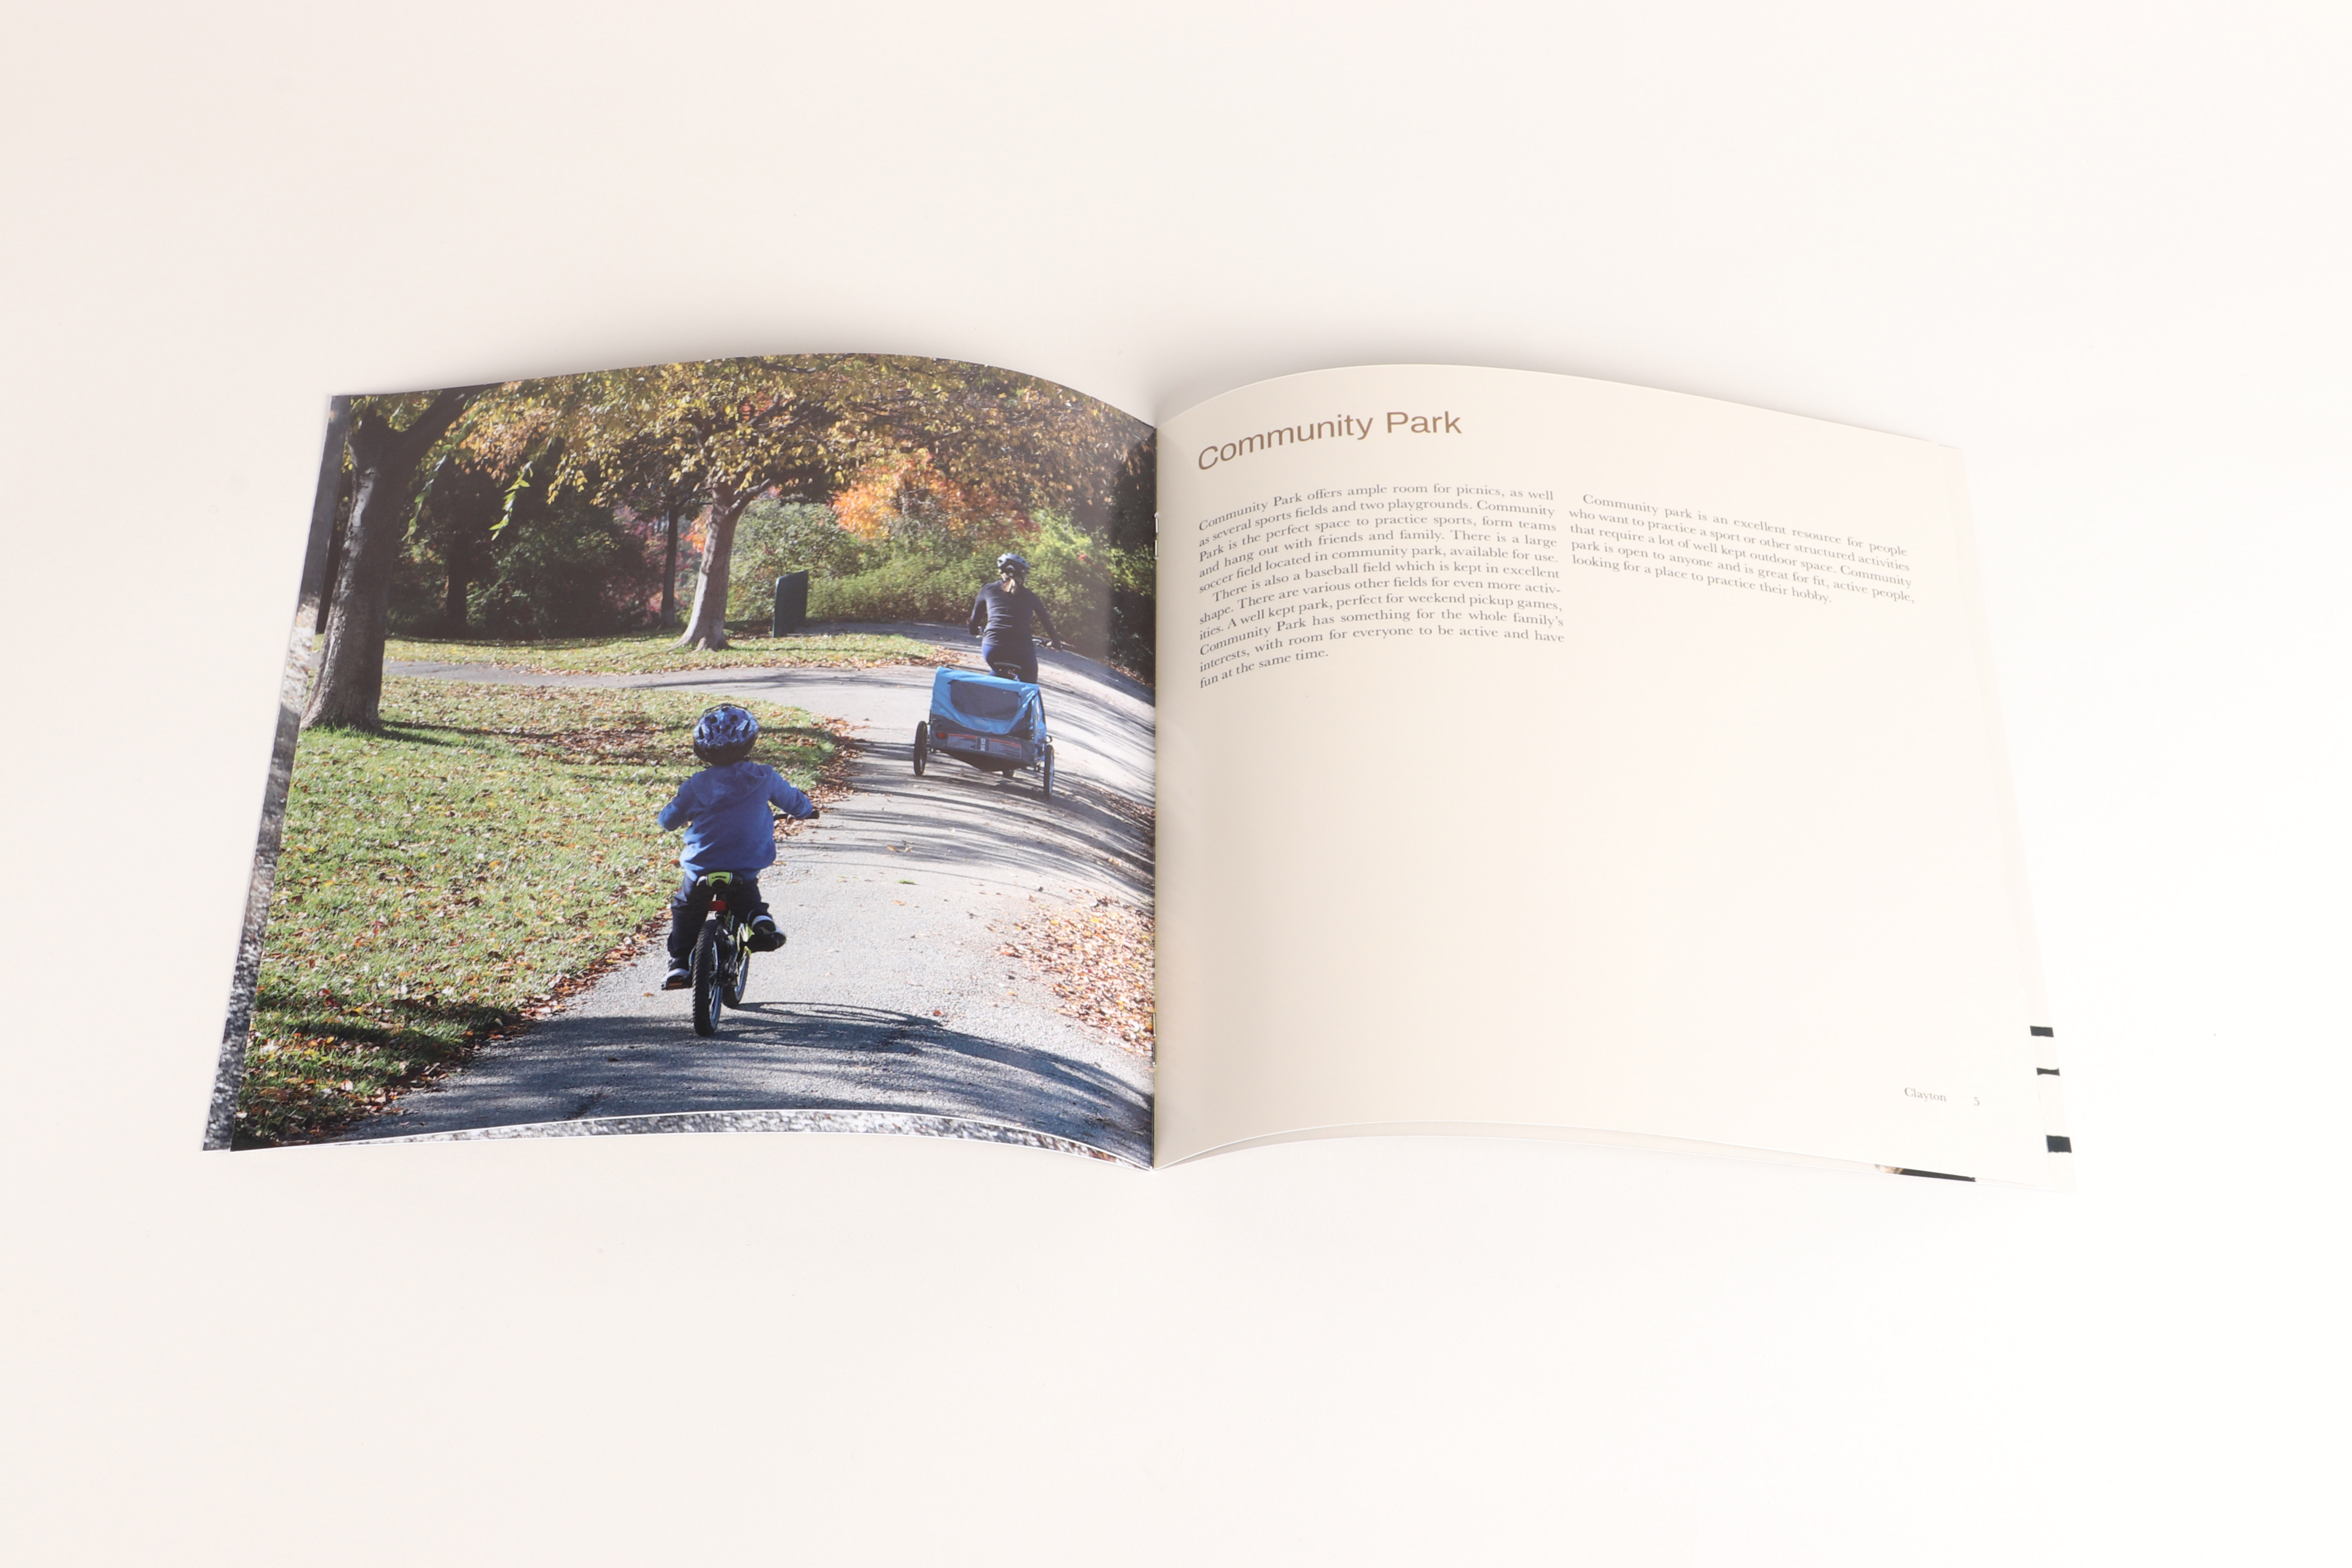 Community Park
Community Park offers ample room for picnics, as well
as several sports fields and two playgrounds. Community
Park is the perfect space to practice sports, form teams
and hang out with friends and family. There is a large
soccer field located in community park, available for use.
There is also a baseball field which is kept in excellent
shape. There are various other fields for even more activ-
ities. A well kept park, perfect for weekend pickup games,
Community Park has something for the whole family's
interests, with room for everyone to be active and have
fun at the same time.
Community park is an excellent resource for people
who want to practice a sport or other structured activities
that require a lot of well kept outdoor space. Community
park is open to anyone and is great for fit, active people,
looking for a place to practice their hobby.
Clayton 5